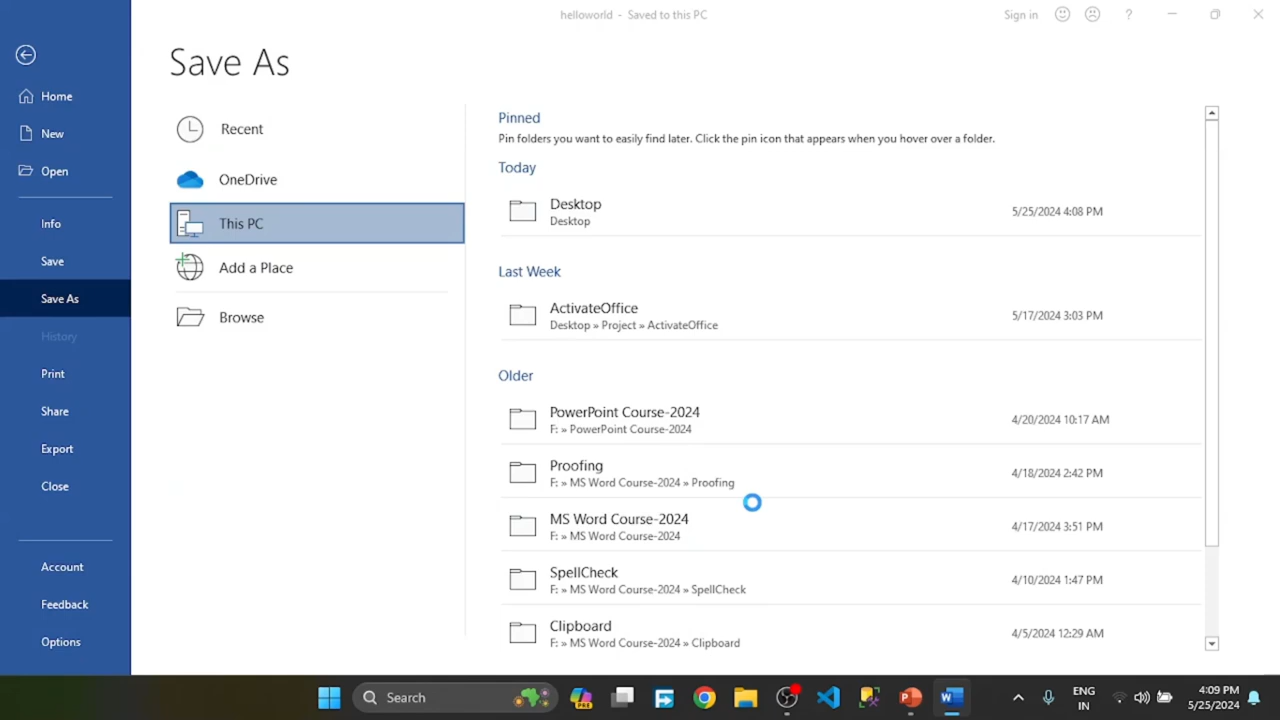 helloworld - Saved to this PC
Sign in
?
Save As
Home
New
Open
Info
Save
Save As
History
Print
Share
Export
Close
Account
Feedback
Options
Recent
OneDrive
This PC
Add a Place
Browse
Pinned
Pin folders you want to easily find later. Click the pin icon that appears when you hover over a folder.
Today
Desktop
Desktop
5/25/2024 4:08 PM
Last Week
ActivateOffice
Desktop » Project » ActivateOffice
5/17/2024 3:03 PM
Older
PowerPoint Course-2024
F: » PowerPoint Course-2024
4/20/2024 10:17 AM
Proofing
F: » MS Word Course-2024 » Proofing
4/18/2024 2:42 PM
MS Word Course-2024
F: » MS Word Course-2024
4/17/2024 3:51 PM
SpellCheck
F: » MS Word Course-2024 » SpellCheck
4/10/2024 1:47 PM
Clipboard
F: » MS Word Course-2024 » Clipboard
4/5/2024 12:29 AM
Search
PRE
P
W
ENG
IN
4:09 PM
5/25/2024